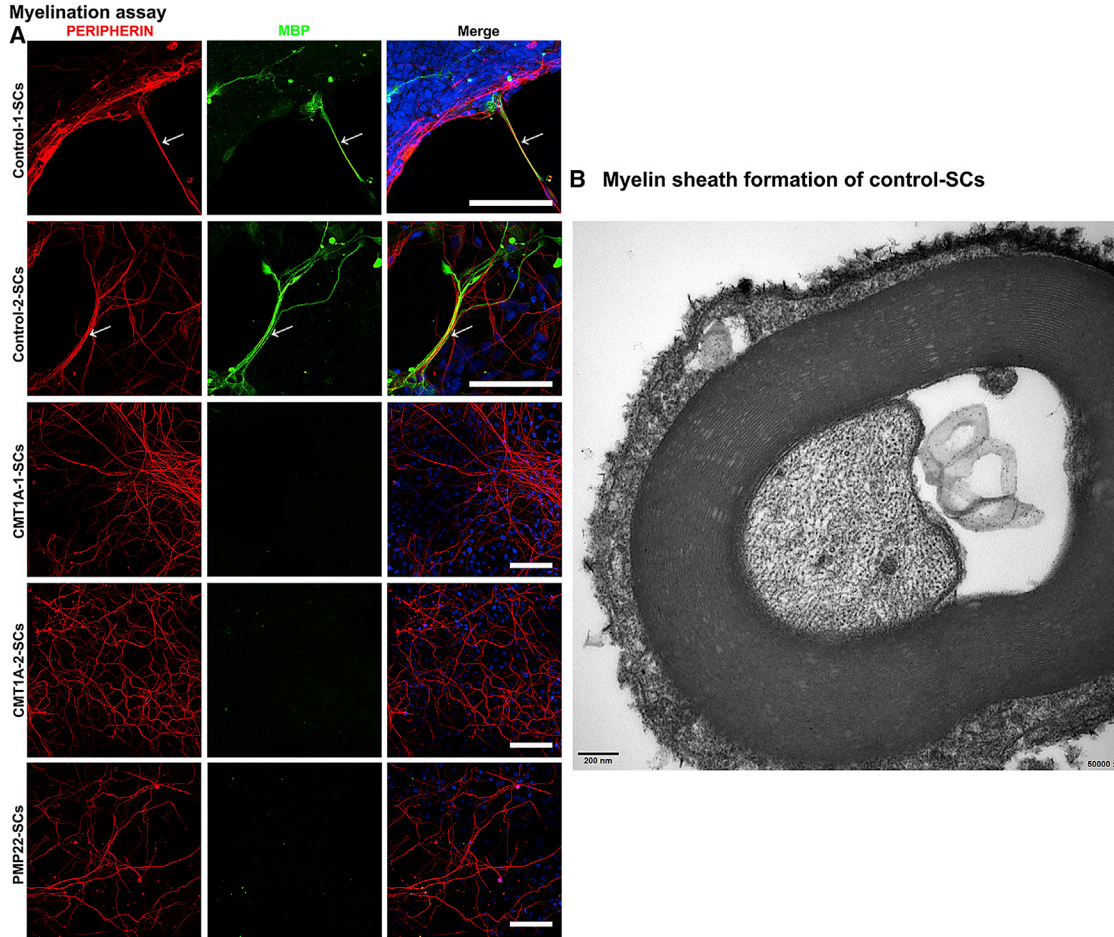 Myelination assay
A
PERIPHERIN MBP Merge
Control-1-SCs
Control-2-SCs
CMT1A-1-SCs
CMT1A-2-SCs
PMP22-SCs
B Myelin sheath formation of control-SCs
200 nm
50000